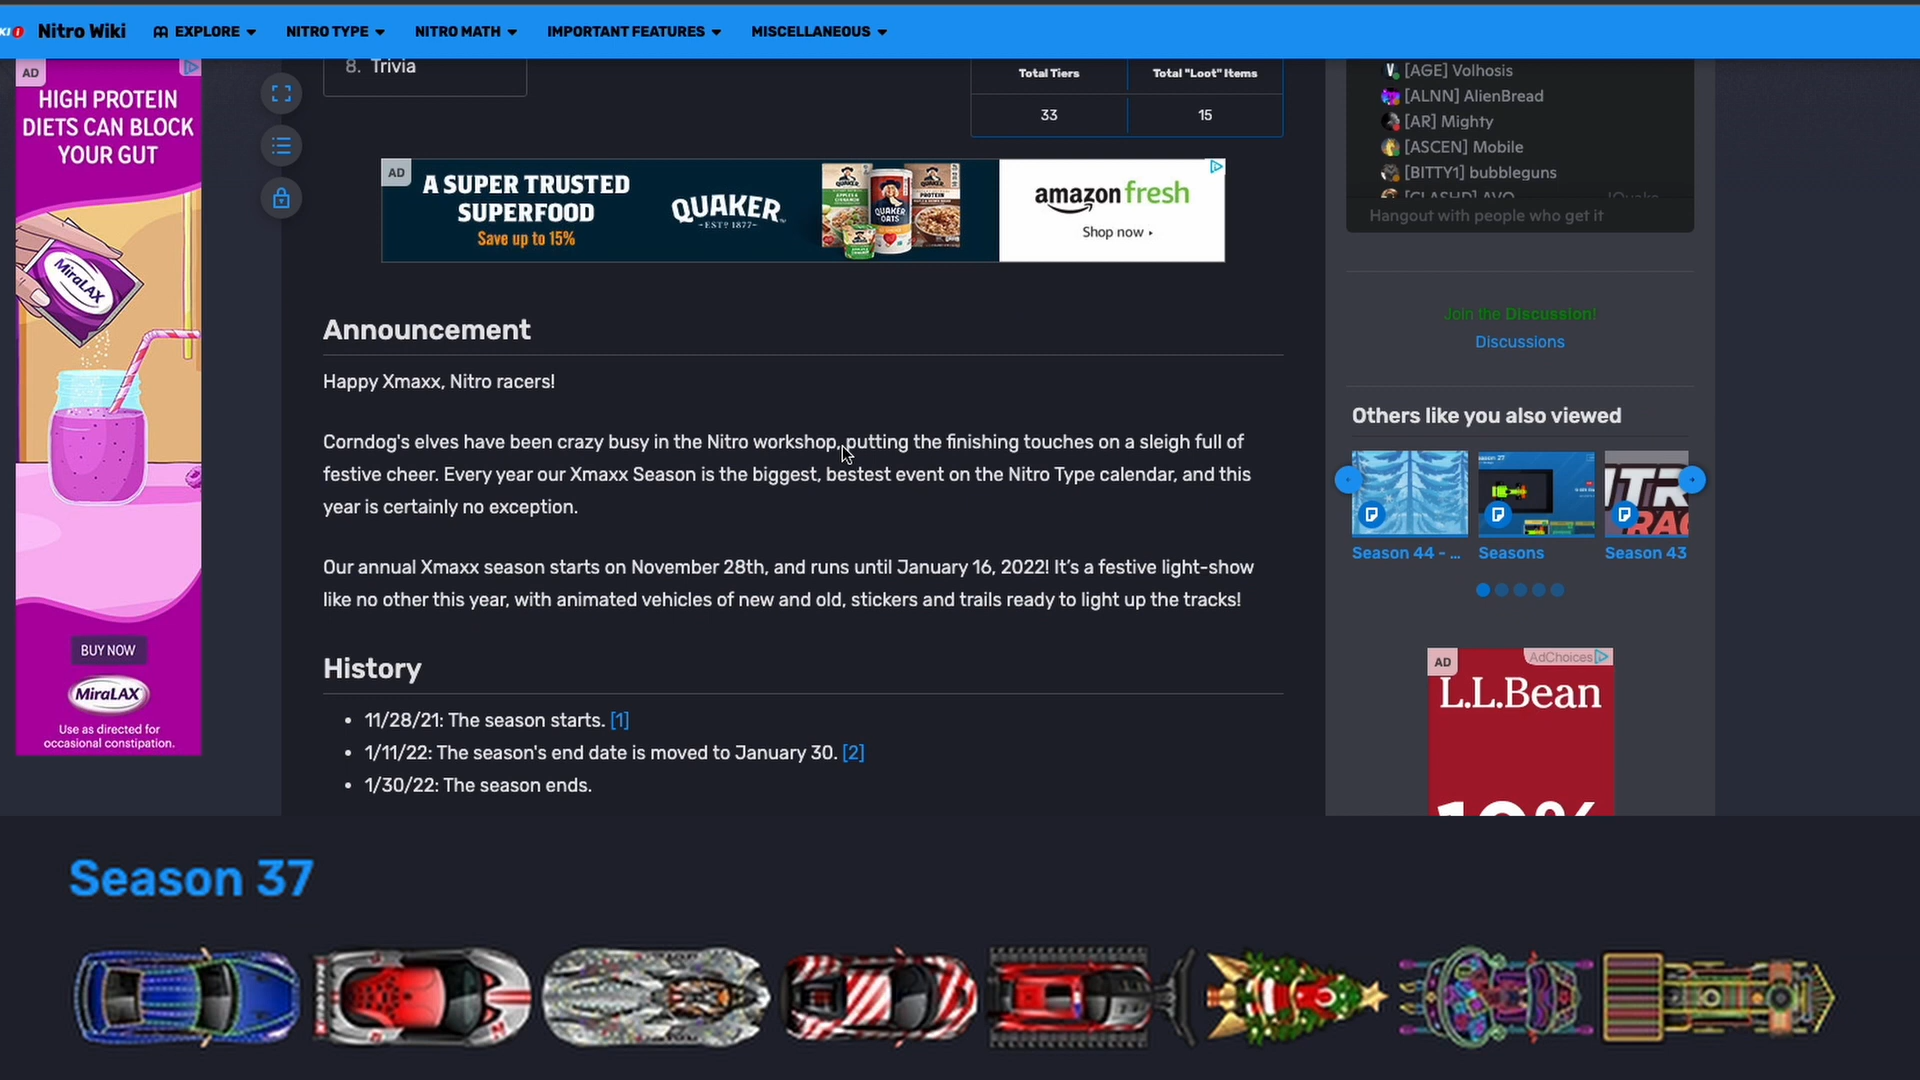 Nitro Wiki
EXPLORE
NITRO TYPE
NITRO MATH
IMPORTANT FEATURES
MISCELLANEOUS
AD
HIGH PROTEIN
DIETS CAN BLOCK
YOUR GUT
MiraLAX
BUY NOW
MiraLAX
Use as directed for
occasional constipation.
8. Trivia
Total Tiers
Total "Loot" Items
33
15
AD
A SUPER TRUSTED
SUPERFOOD
Save up to 15%
QUAKER
EST? 1877
amazon fresh
Shop now
Announcement
Happy Xmaxx, Nitro racers!
Corndog's elves have been crazy busy in the Nitro workshop, putting the finishing touches on a sleigh full of
festive cheer. Every year our Xmaxx Season is the biggest, bestest event on the Nitro Type calendar, and this
year is certainly no exception.
Our annual Xmaxx season starts on November 28th, and runs until January 16, 2022! It's a festive light-show
like no other this year, with animated vehicles of new and old, stickers and trails ready to light up the tracks!
History
11/28/21: The season starts. [1]
1/11/22: The season's end date is moved to January 30. [2]
1/30/22: The season ends.
[AGE] Volhosis
[ALNN] AlienBread
[AR] Mighty
[ASCEN] Mobile
[BITTY1] bubbleguns
Hangout with people who get it
Join the Discussion!
Discussions
Others like you also viewed
Season 44 - ...
Seasons
Season 43
AD
AdChoices
L.L.Bean
10%
Season 37